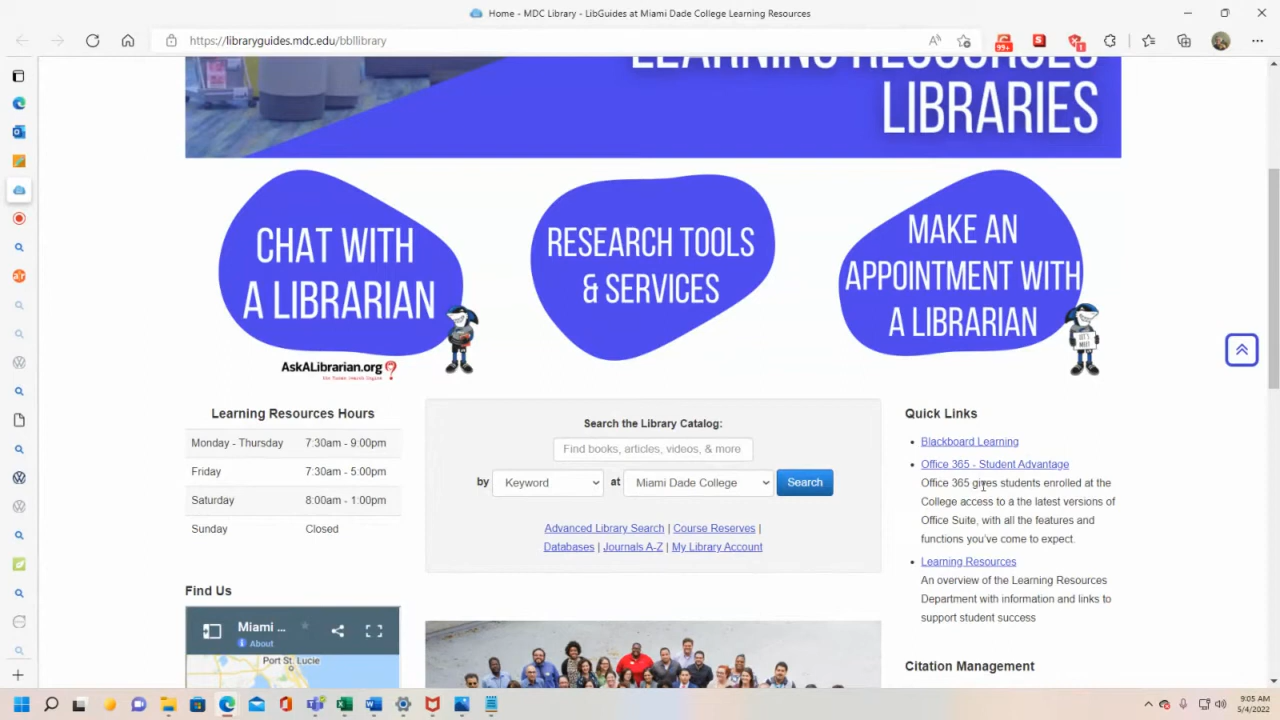 Home - MDC Library - LibGuides at Miami Dade College Learning Resources
https://libraryguides.mdc.edu/bbllibrary
99+
1
LEARNING RESOURCES
LIBRARIES
CHAT WITH
A LIBRARIAN
AskALibrarian.org
RESEARCH TOOLS
& SERVICES
MAKE AN
APPOINTMENT WITH
A LIBRARIAN
LET'S
MEET
Learning Resources Hours
Monday - Thursday 7:30am - 9:00pm
Friday 7:30am - 5:00pm
Saturday 8:00am - 1:00pm
Sunday Closed
Find Us
Miami ...
About
Port St. Lucie
Search the Library Catalog:
Find books, articles, videos, & more
by Keyword at Miami Dade College Search
Advanced Library Search | Course Reserves |
Databases | Journals A-Z | My Library Account
Quick Links
Blackboard Learning
Office 365 - Student Advantage
Office 365 gives students enrolled at the
College access to a the latest versions of
Office Suite, with all the features and
functions you've come to expect.
Learning Resources
An overview of the Learning Resources
Department with information and links to
support student success
Citation Management
9:05 AM
5/4/2022